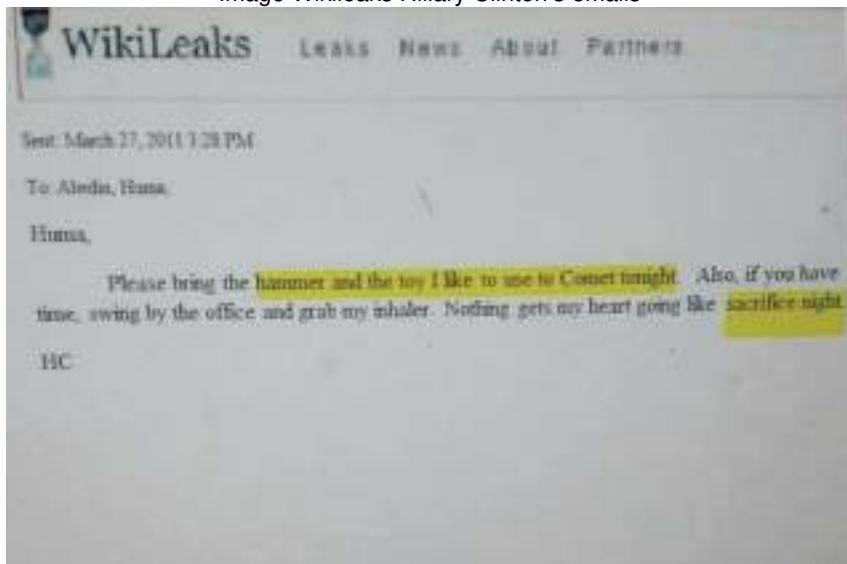 Image Wikileaks Hillary Clinton's emails
WikiLeaks Leaks News About Partners
Sent: March 27, 2011 3:28 PM
To: Abedin, Huma,
Huma,
Please bring the hammer and the toy I like to use to Comet tonight. Also, if you have
time, swing by the office and grab my inhaler. Nothing gets my heart going like sacrifice night
HC